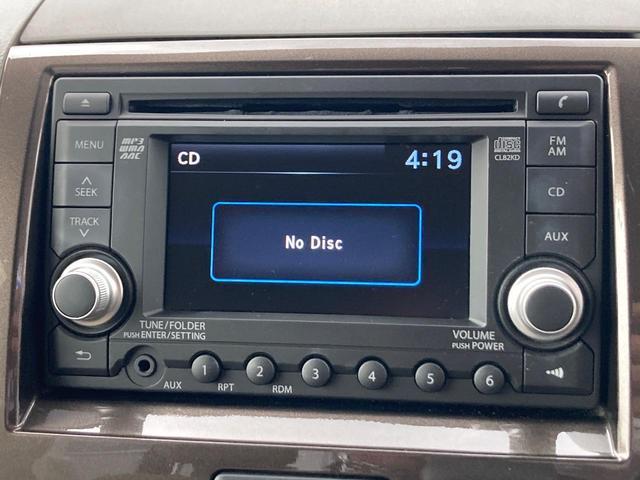 MENU
MP3
WMA
AAC
CD
4:19
disc
CL82KD
FM
AM
SEEK
CD
TRACK
AUX
No Disc
TUNE/FOLDER
PUSH ENTER/SETTING
VOLUME
PUSH POWER
AUX
1
RPT
2
RDM
3
4
5
6